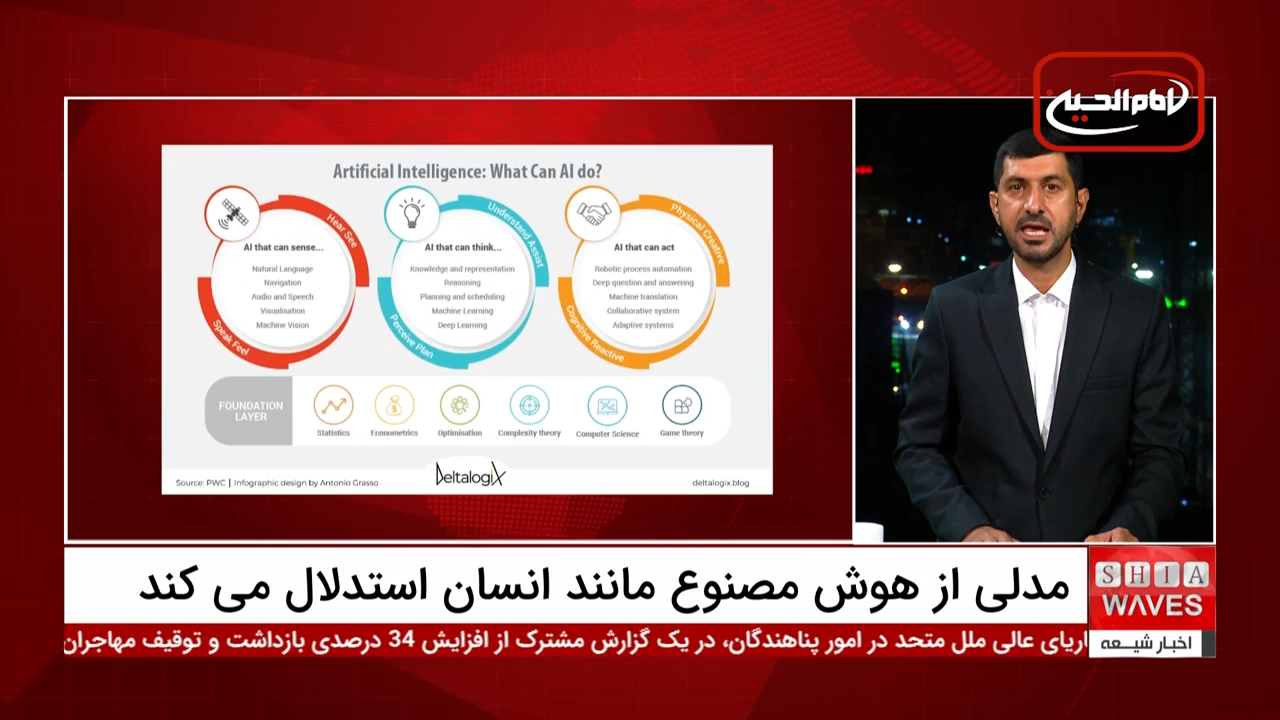 امام الحسین
Artificial Intelligence: What Can AI do?
Hear See
AI that can sense...
Natural Language
Navigation
Audio and Speech
Visualisation
Machine Vision
Speak Feel
Understand Assist
AI that can think...
Knowledge and representation
Reasoning
Planning and scheduling
Machine Learning
Deep Learning
Perceive Plan
Physical Creative
AI that can act
Robotic process automation
Deep question and answering
Machine translation
Collaborative system
Adaptive systems
Cognitive Reactive
FOUNDATION
LAYER
Statistics
Econometrics
Optimisation
Complexity theory
Computer Science
Game theory
DeltalogiX
Source: PWC | Infographic design by Antonio Grasso
deltalogix.blog
مدلی از هوش مصنوع مانند انسان استدلال می کند
SHIA
WAVES
اخبار شیعه
عالی ملل متحد در امور پناهندگان، در یک گزارش مشترک از افزایش 34 درصدی بازداشت و توقیف مهاجران